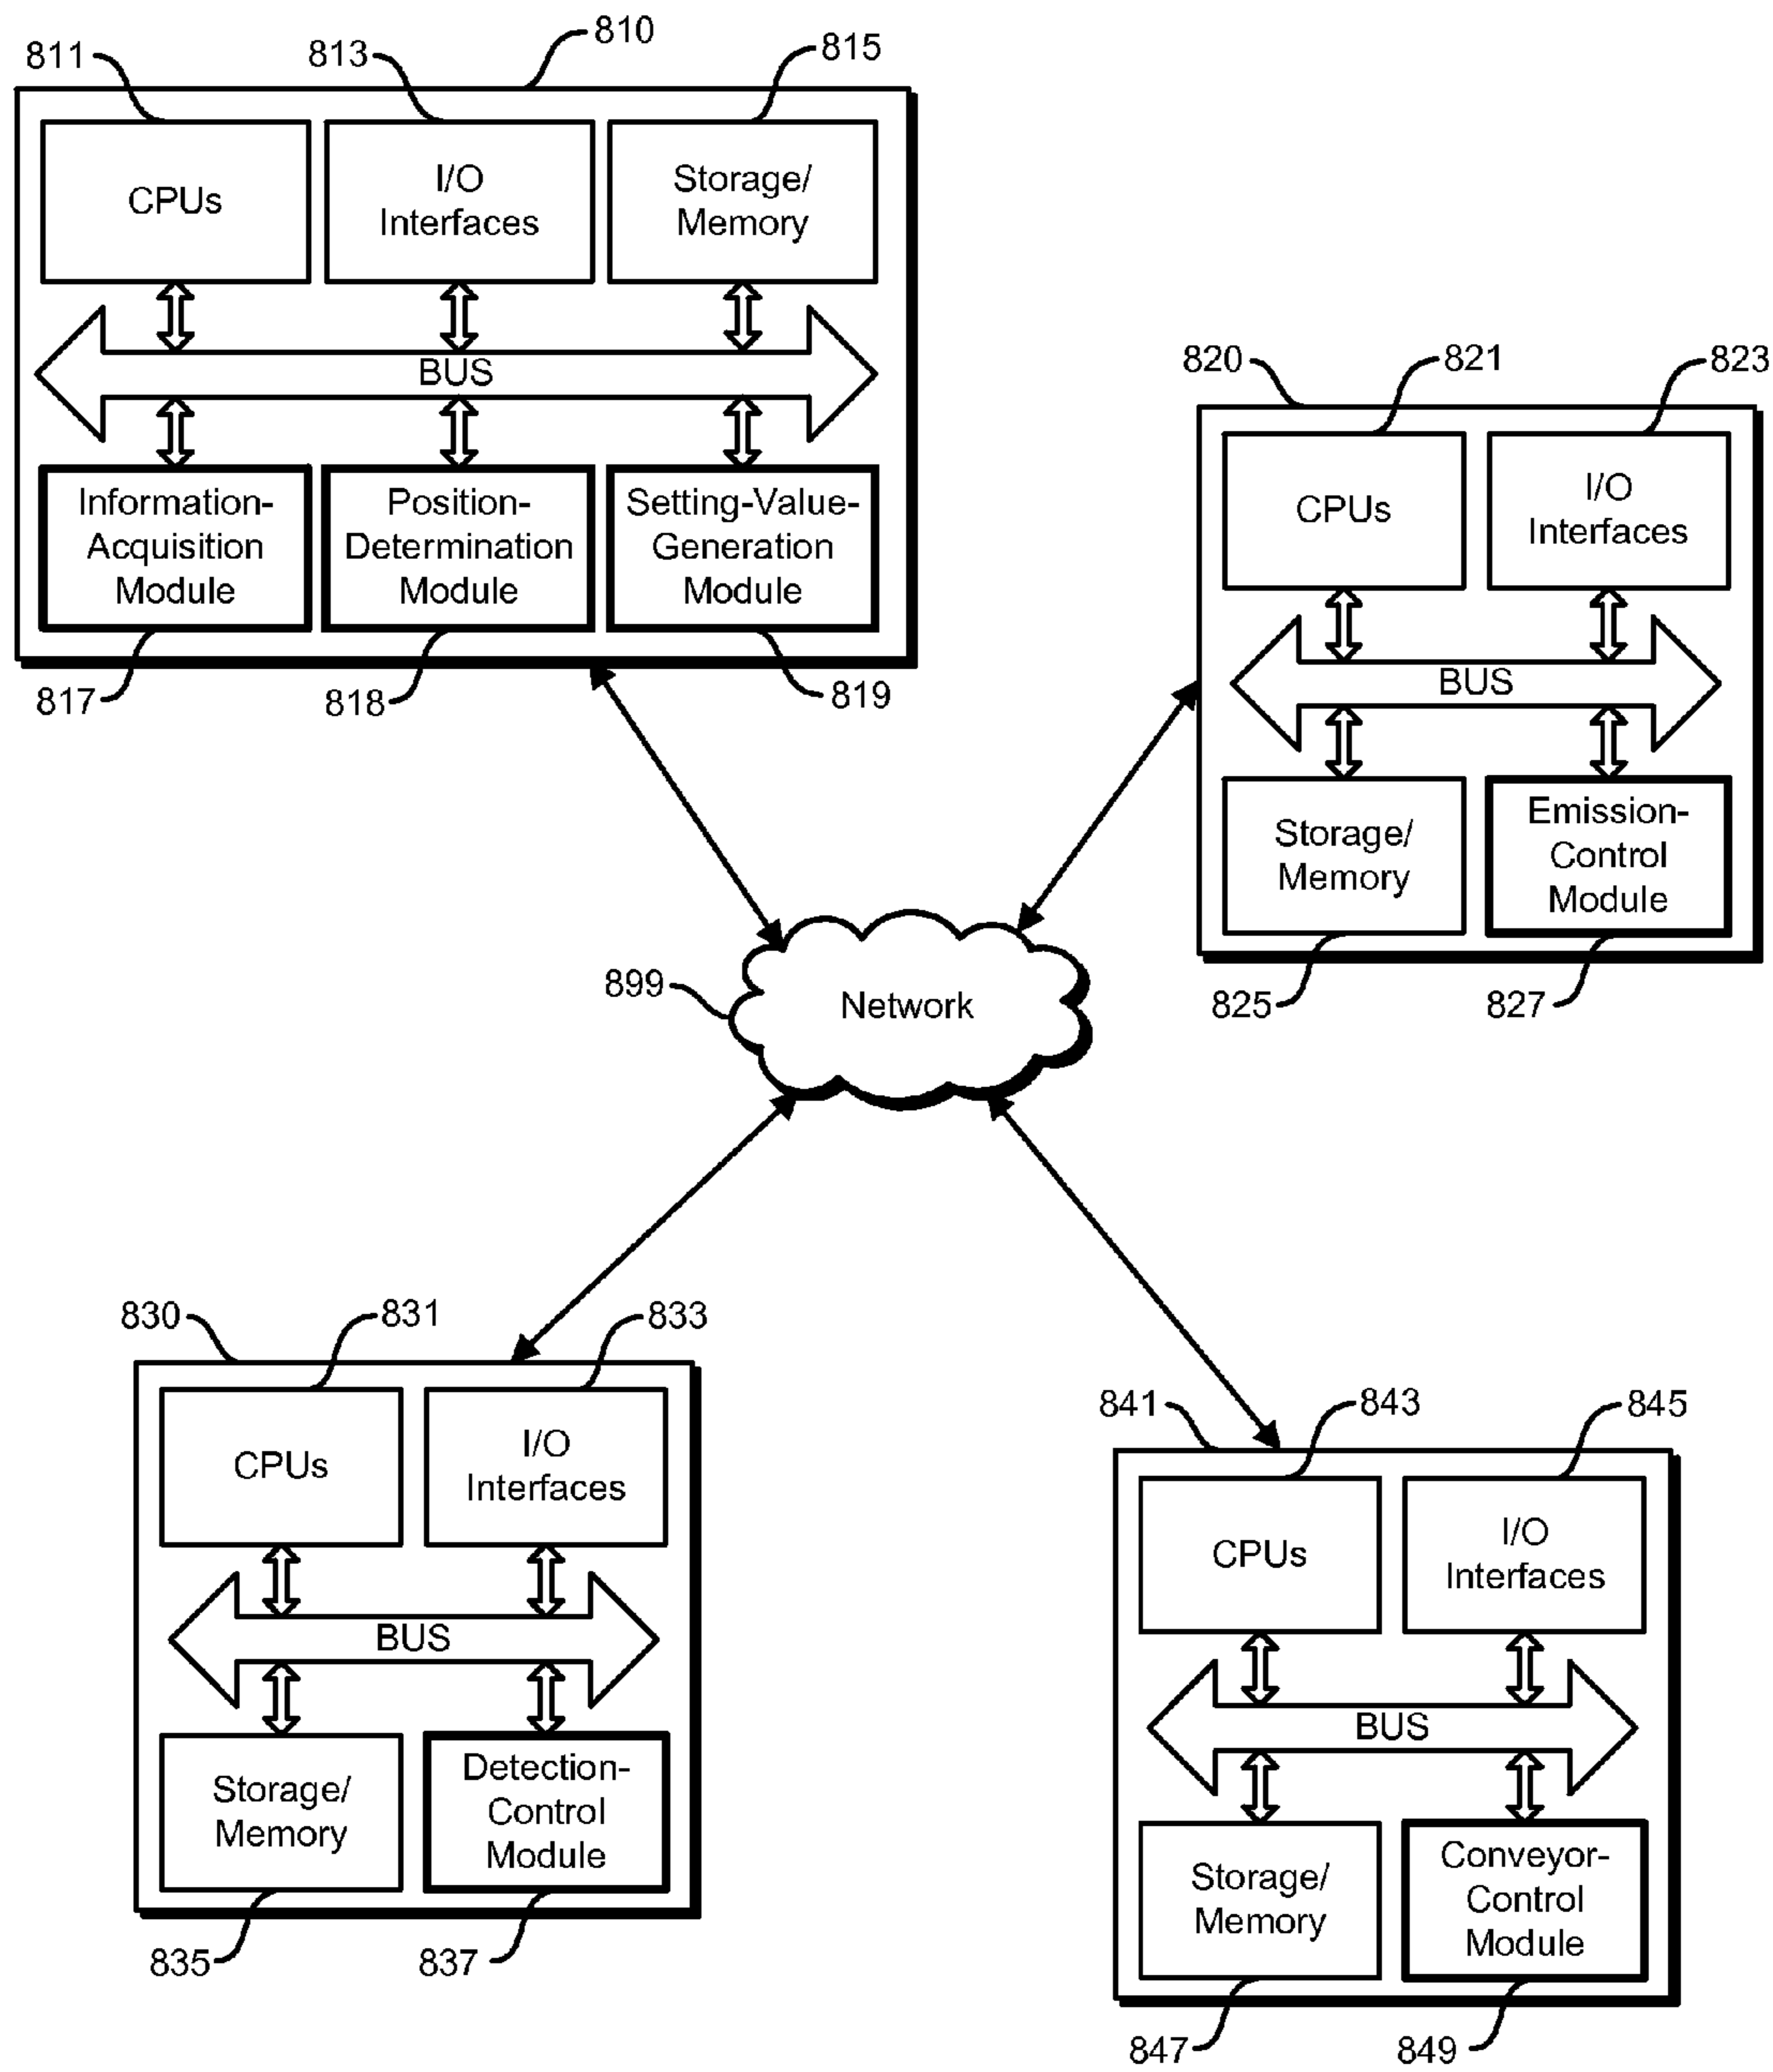 810
811
813
815
CPUs
I/O
Interfaces
Storage/
Memory
BUS
Information-
Acquisition
Module
Position-
Determination
Module
Setting-Value-
Generation
Module
817
818
819
820
821
823
CPUs
I/O
Interfaces
BUS
Storage/
Memory
Emission-
Control
Module
825
827
899
Network
830
831
833
CPUs
I/O
Interfaces
BUS
Storage/
Memory
Detection-
Control
Module
835
837
841
843
845
CPUs
I/O
Interfaces
BUS
Storage/
Memory
Conveyor-
Control
Module
847
849